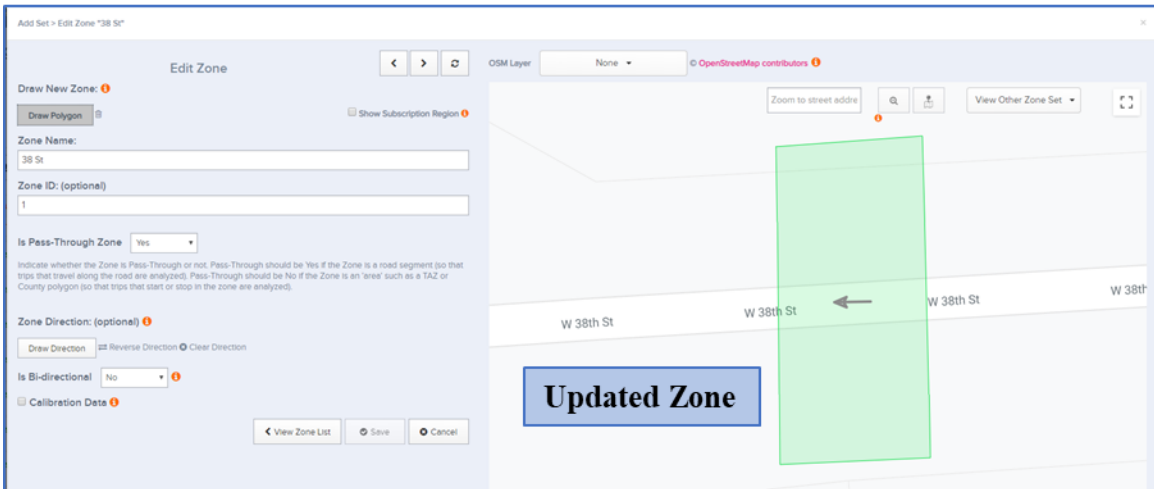 Add Set > Edit Zone "38 St"
Edit Zone
Draw New Zone:
Draw Polygon
Show Subscription Region
Zone Name:
38 St
Zone ID: (optional)
1
Is Pass-Through Zone Yes
Indicate whether the Zone is Pass-Through or not. Pass-Through should be Yes if the Zone is a road segment (so that
trips that travel along the road are analyzed). Pass-Through should be No if the Zone is an 'area' such as a TAZ or
County polygon (so that trips that start or stop in the zone are analyzed).
Zone Direction: (optional)
Draw Direction Reverse Direction Clear Direction
Is Bi-directional No
Calibration Data
View Zone List Save Cancel
OSM Layer None © OpenStreetMap contributors
Zoom to street addre View Other Zone Set
W 38th St
W 38th St
W 38th St
W 38th
Updated Zone